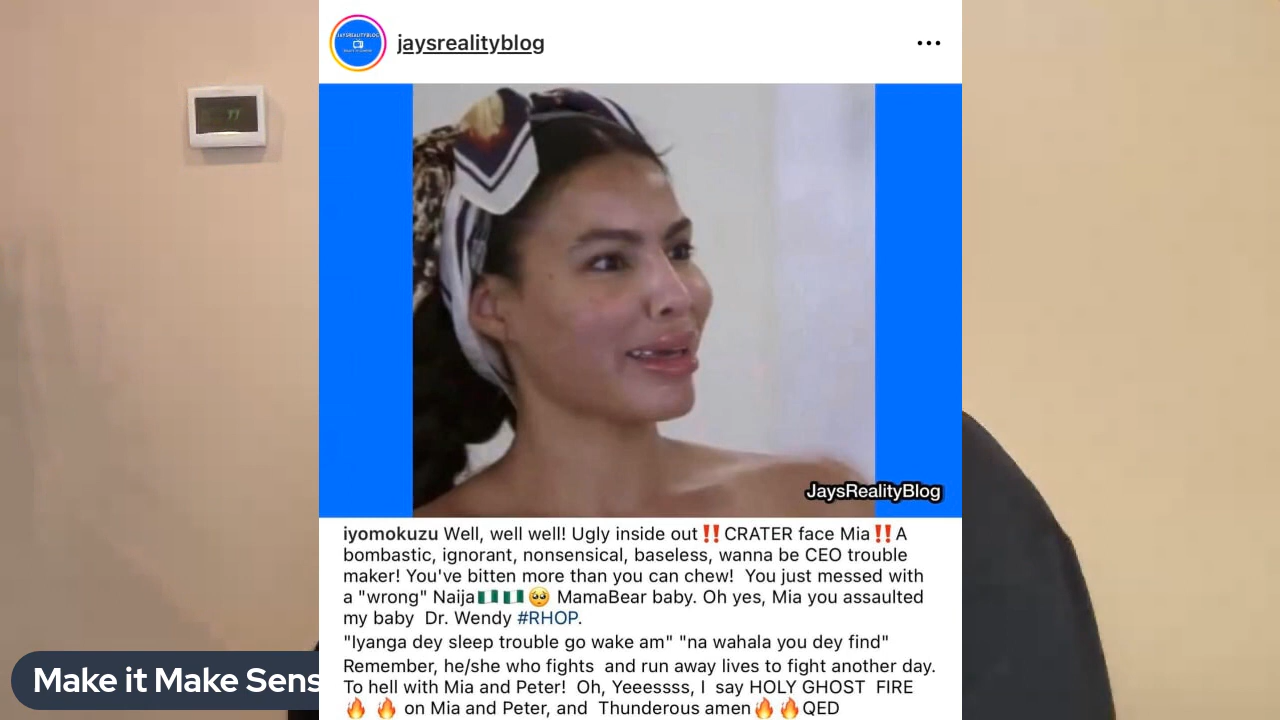 jaysrealityblog
JaysRealityBlog
iyomokuzu Well, well well! Ugly inside out‼️CRATER face Mia‼️A
bombastic, ignorant, nonsensical, baseless, wanna be CEO trouble
maker! You've bitten more than you can chew!  You just messed with
a "wrong" Naija🇳🇬🇳🇬🥺 MamaBear baby. Oh yes, Mia you assaulted
my baby  Dr. Wendy #RHOP.
"Iyanga dey sleep trouble go wake am" "na wahala you dey find"
Remember, he/she who fights  and run away lives to fight another day.
To hell with Mia and Peter!  Oh, Yeeessss, I  say HOLY GHOST  FIRE
🔥 🔥 on Mia and Peter, and  Thunderous amen🔥🔥QED
Make it Make Sens